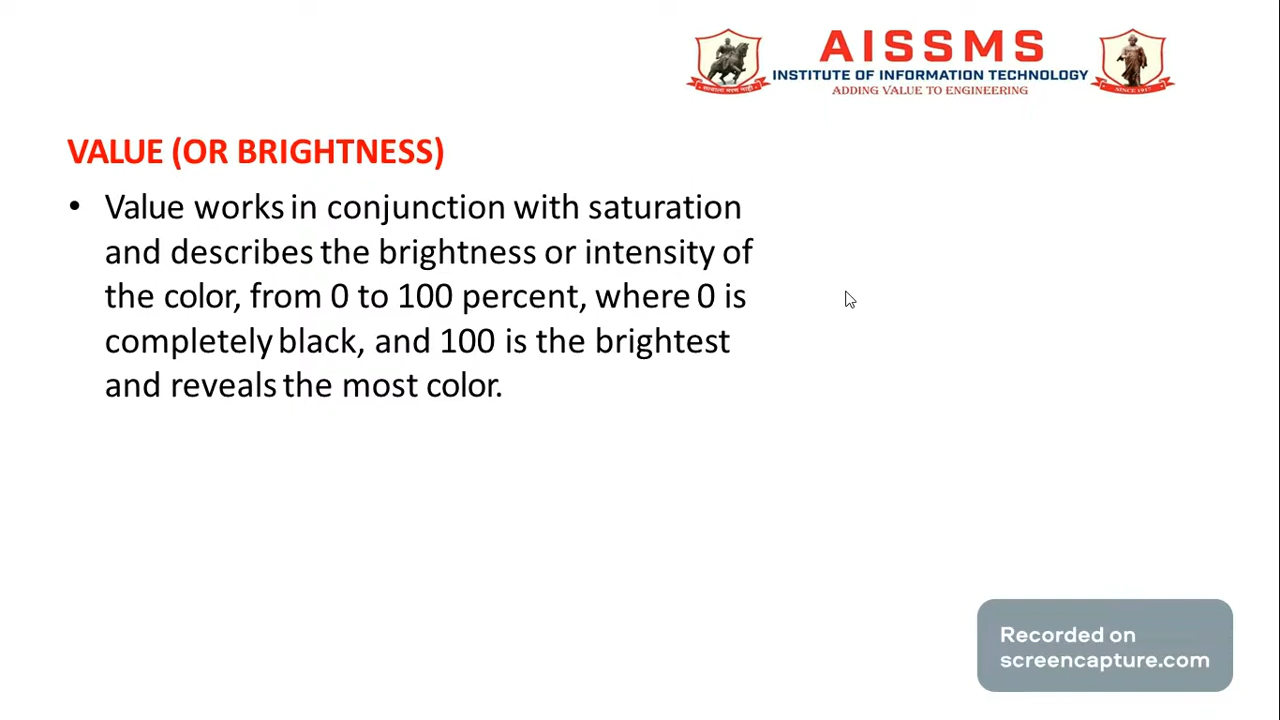 AISSMS
INSTITUTE OF INFORMATION TECHNOLOGY
ADDING VALUE TO ENGINEERING
SINCE 1917
VALUE (OR BRIGHTNESS)
• Value works in conjunction with saturation
and describes the brightness or intensity of
the color, from 0 to 100 percent, where 0 is
completely black, and 100 is the brightest
and reveals the most color.
Recorded on
screencapture.com